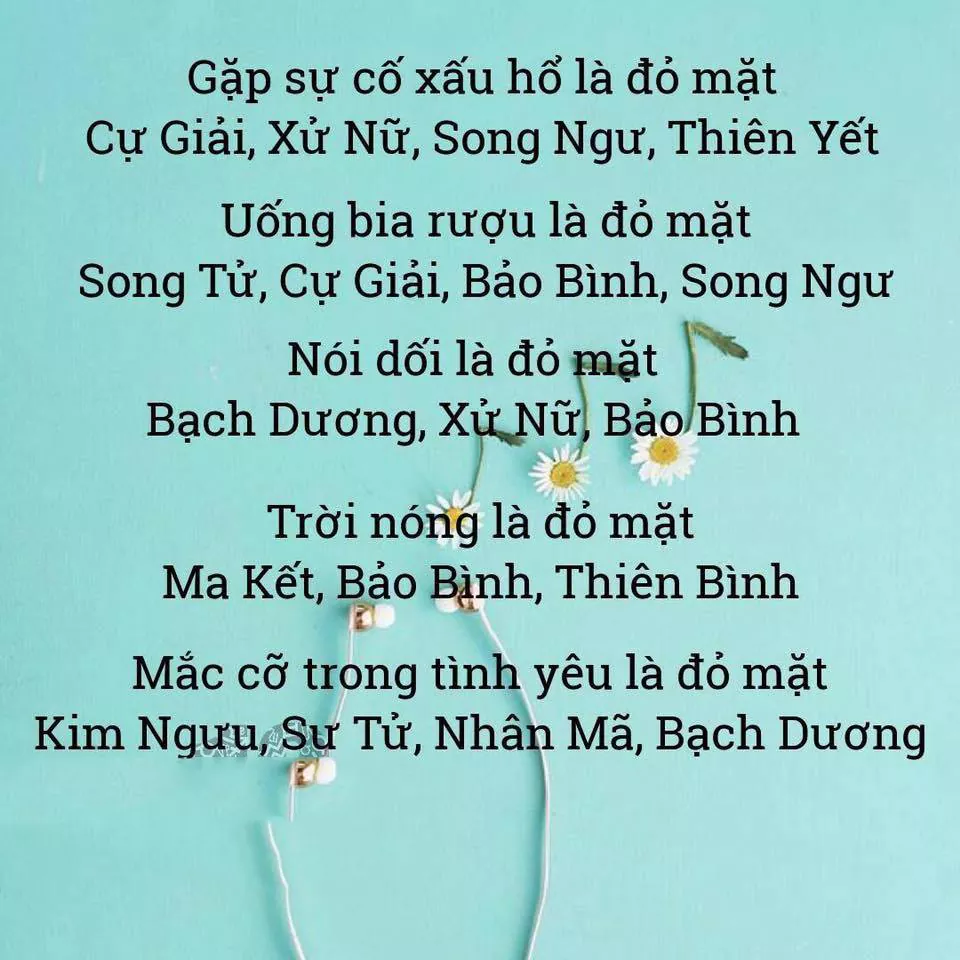 Gặp sự cố xấu hổ là đỏ mặt
Cự Giải, Xử Nữ, Song Ngư, Thiên Yết
Uống bia rượu là đỏ mặt
Song Tử, Cự Giải, Bảo Bình, Song Ngư
Nói dối là đỏ mặt
Bạch Dương, Xử Nữ, Bảo Bình
Trời nóng là đỏ mặt
Ma Kết, Bảo Bình, Thiên Bình
Mắc cỡ trong tình yêu là đỏ mặt
Kim Ngưu, Sư Tử, Nhân Mã, Bạch Dương